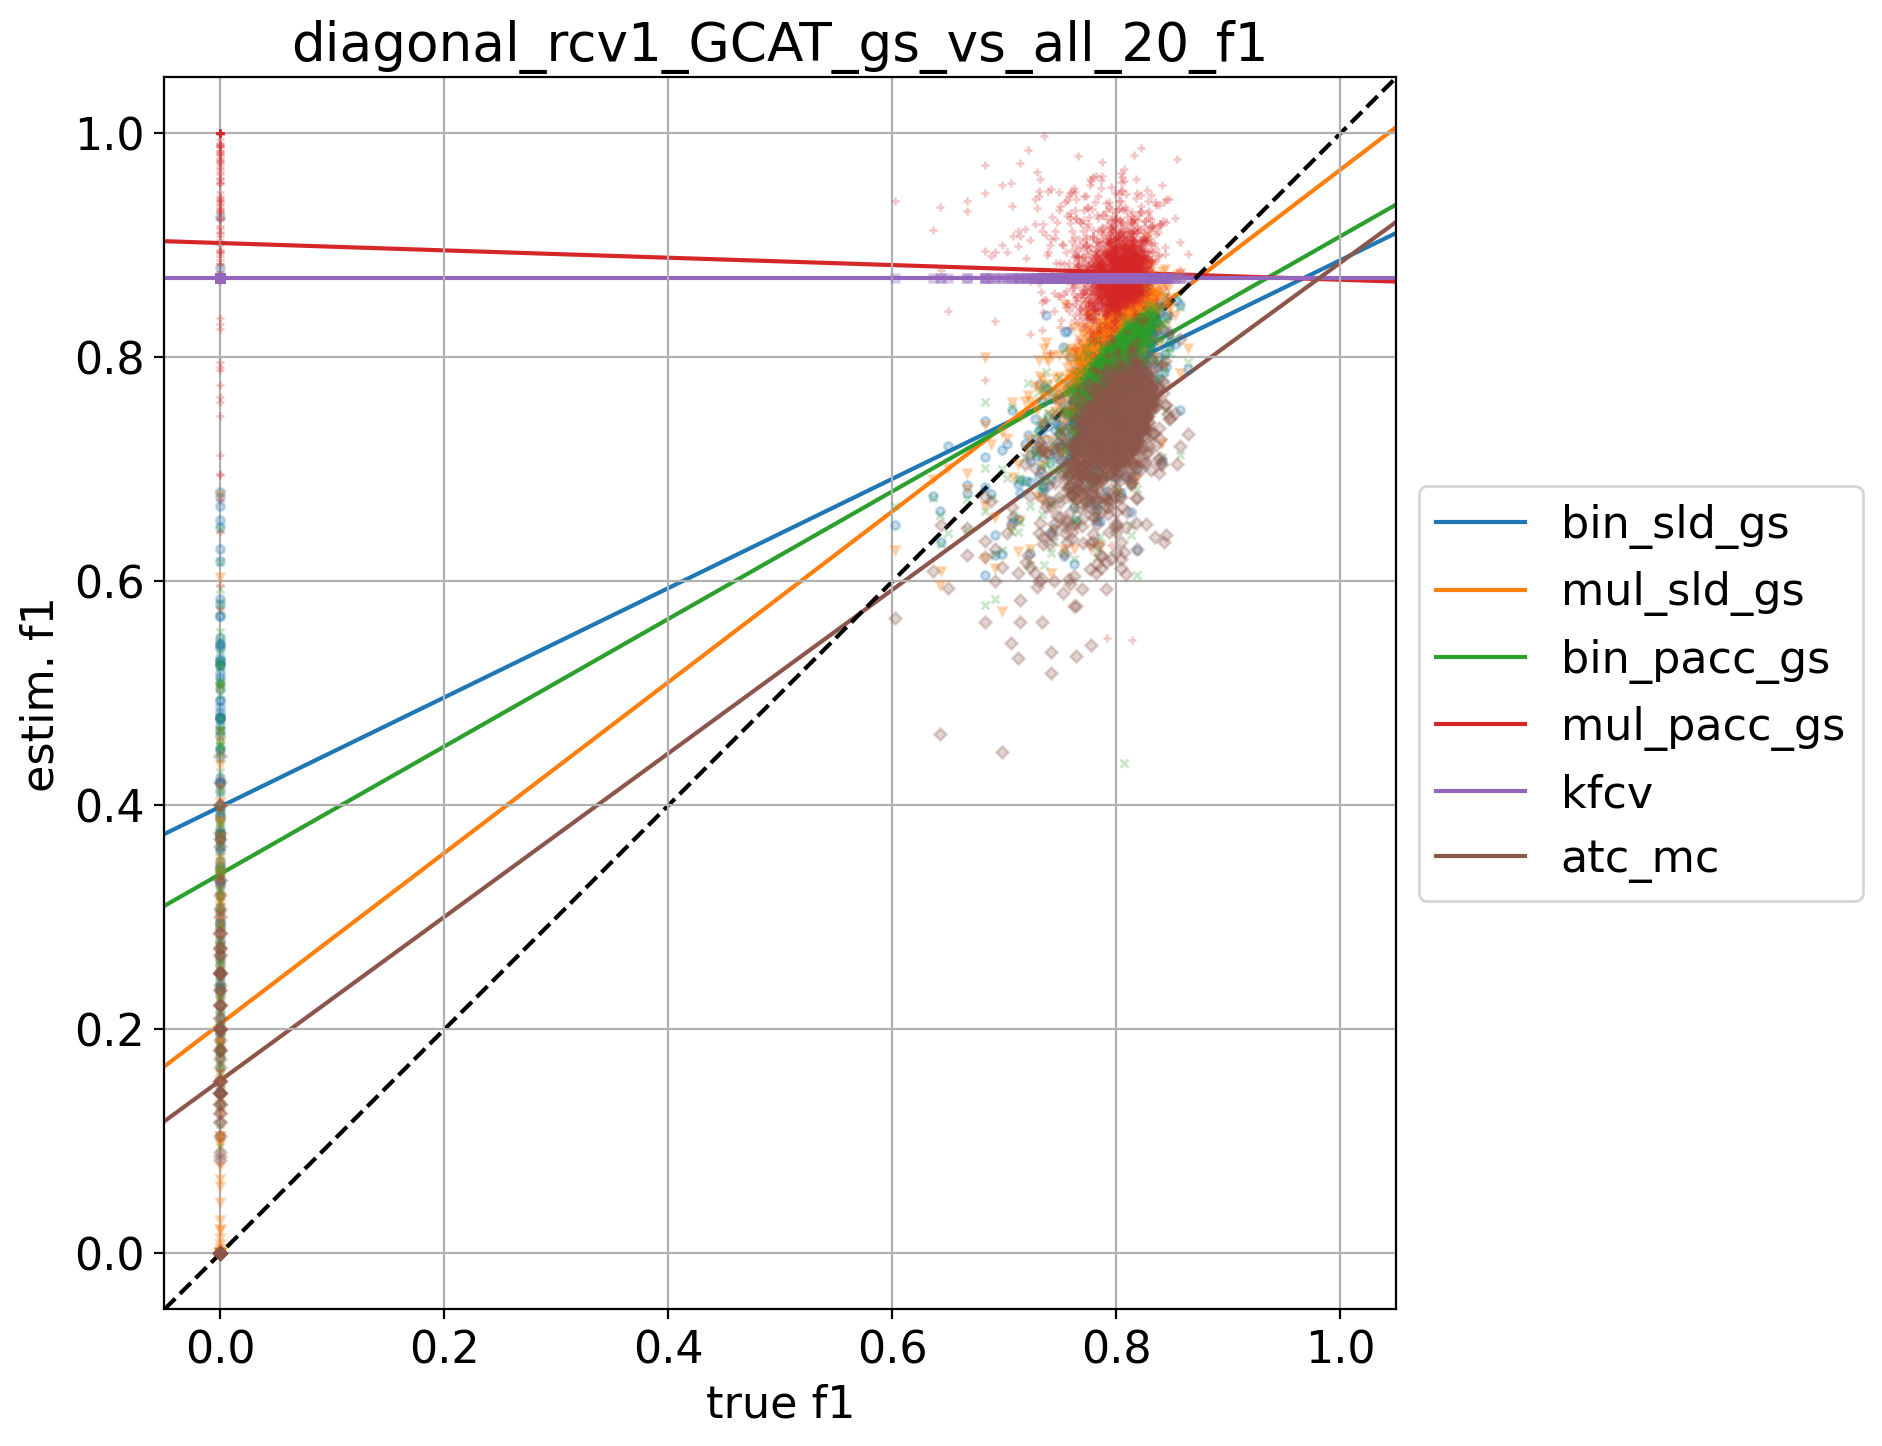 diagonal_rcv1_GCAT_gs_vs_all_20_f1
1.0
0.8
0.6
0.4
0.2
0.0
estim. f1
0.0 0.2 0.4 0.6 0.8 1.0
true f1
bin_sld_gs
mul_sld_gs
bin_pacc_gs
mul_pacc_gs
kfcv
atc_mc